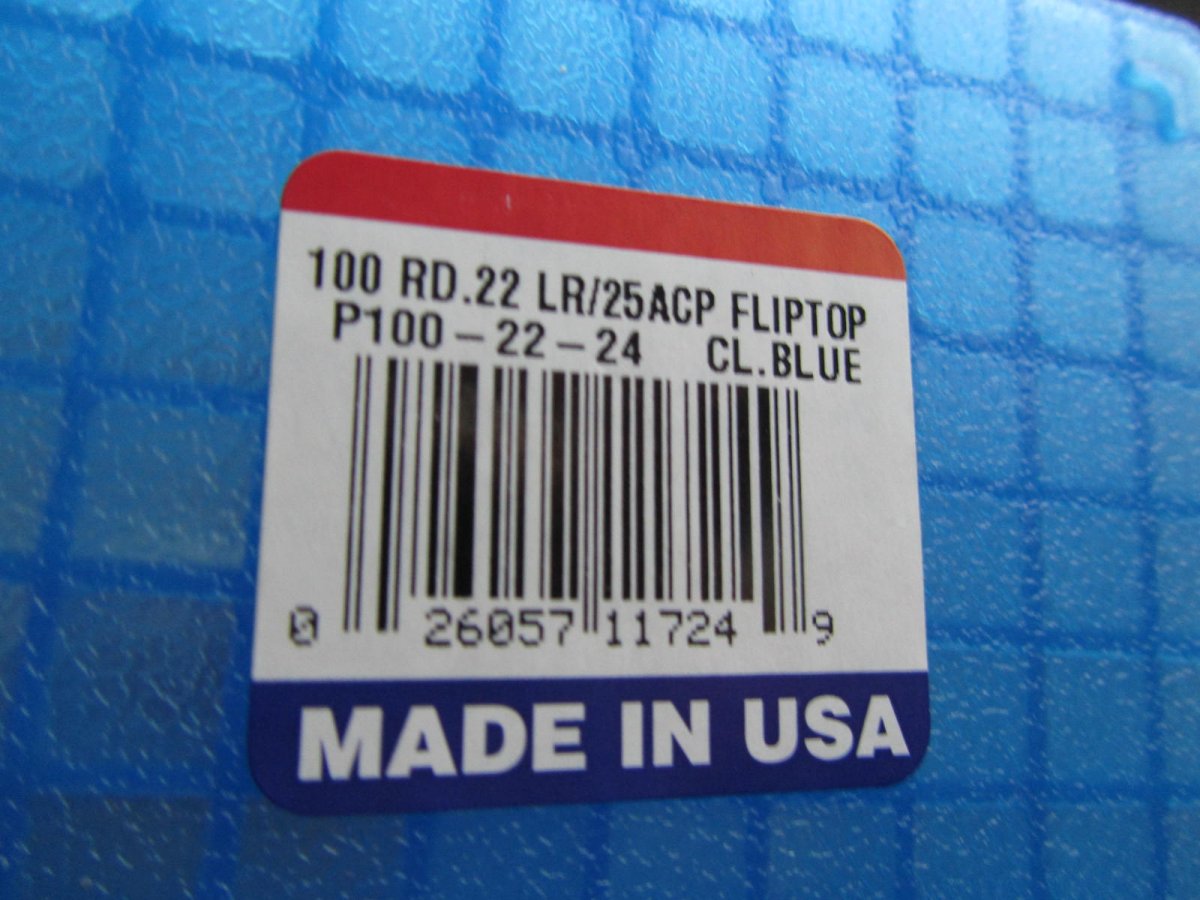 100 RD.22 LR/25ACP FLIPTOP
P100-22-24 CL.BLUE
0 26057 11724 9
MADE IN USA